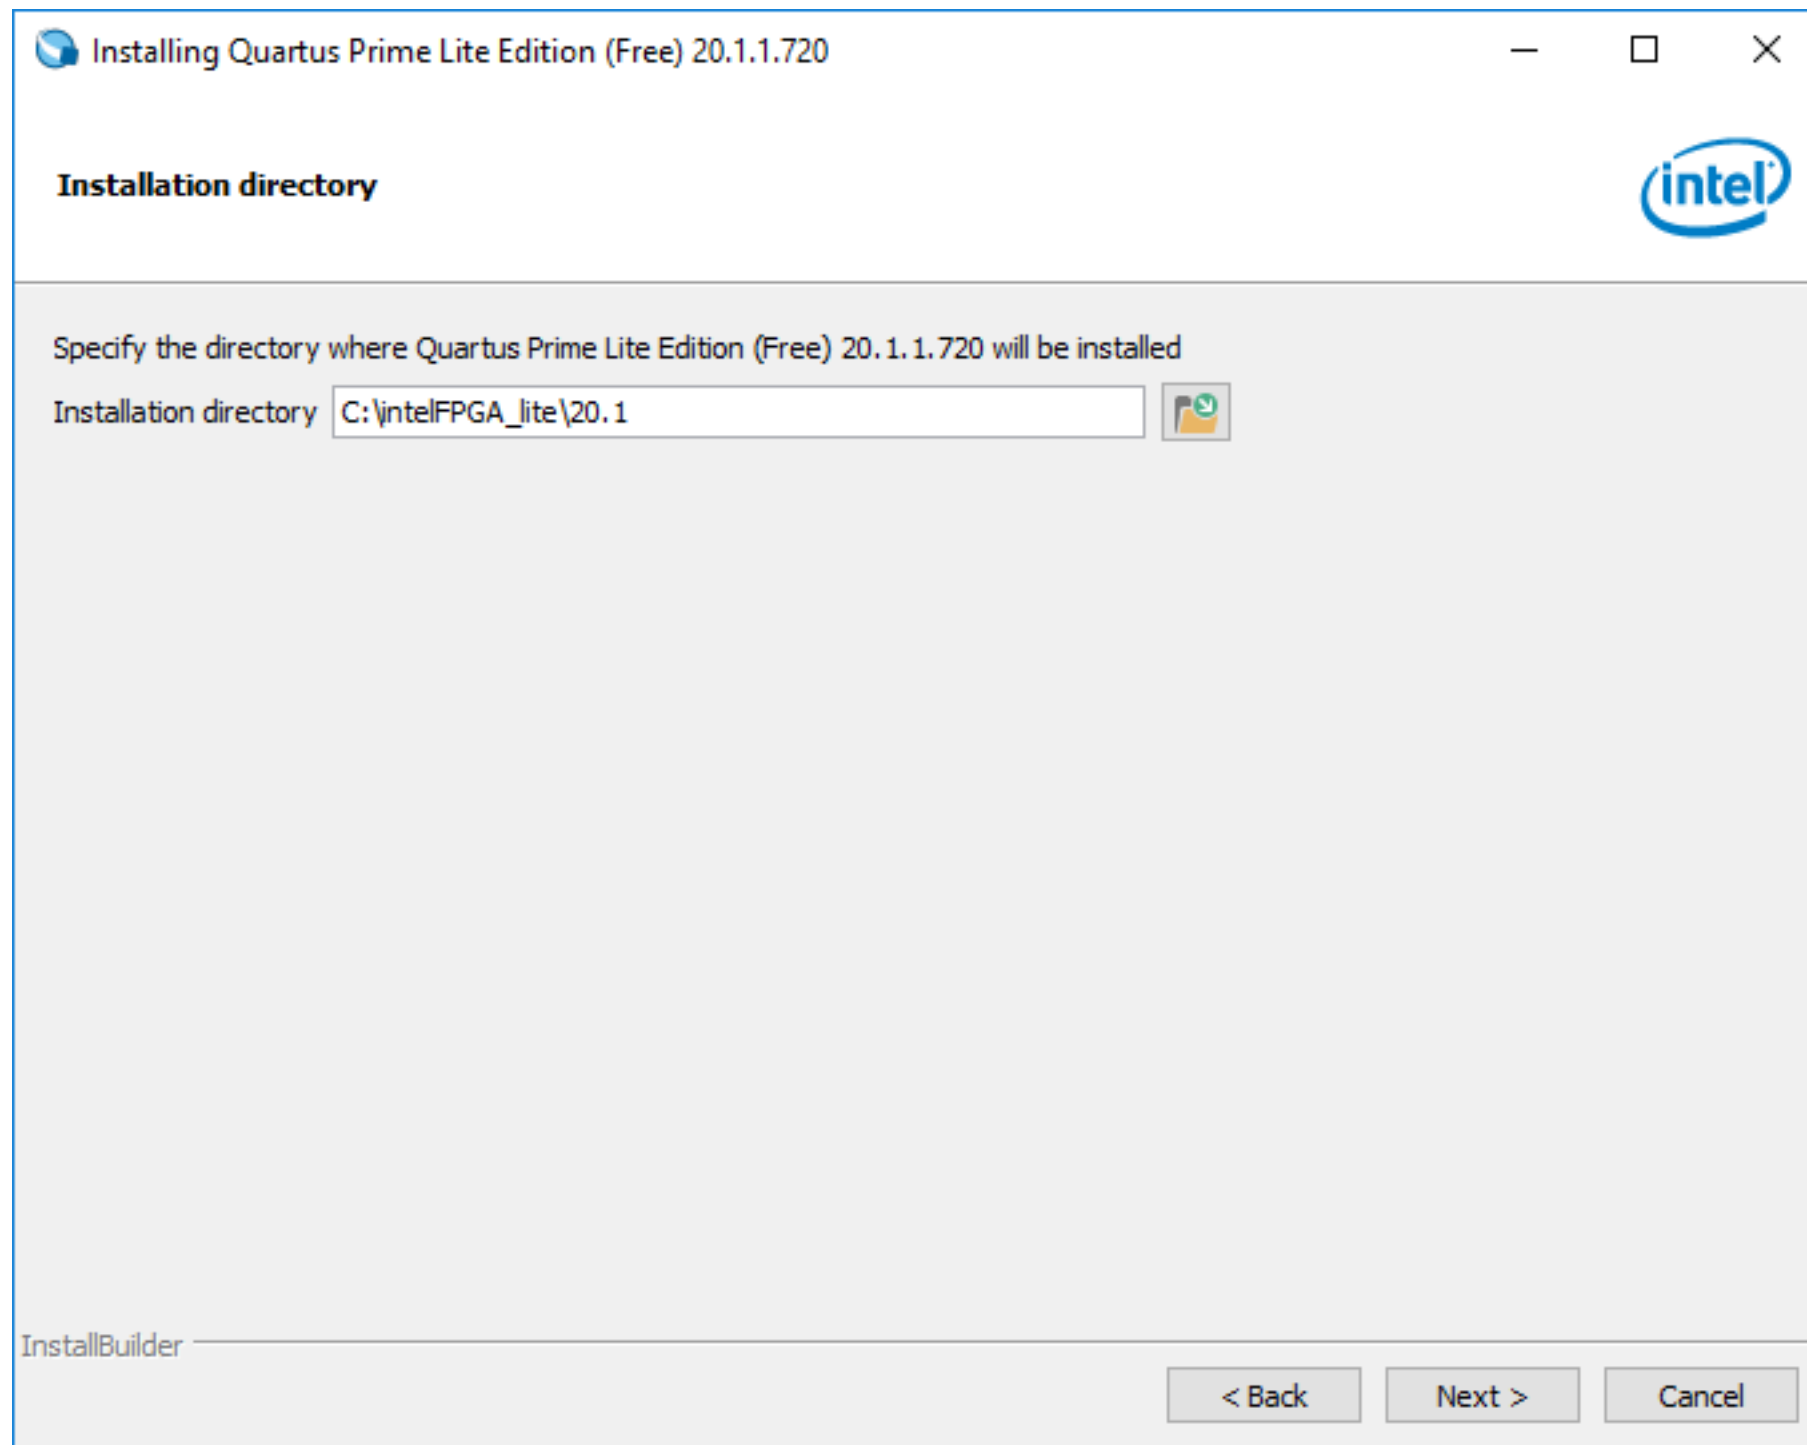 Installing Quartus Prime Lite Edition (Free) 20.1.1.720
Installation directory
intel
Specify the directory where Quartus Prime Lite Edition (Free) 20.1.1.720 will be installed
Installation directory C:\intelFPGA_lite\20.1
InstallBuilder
< Back Next > Cancel